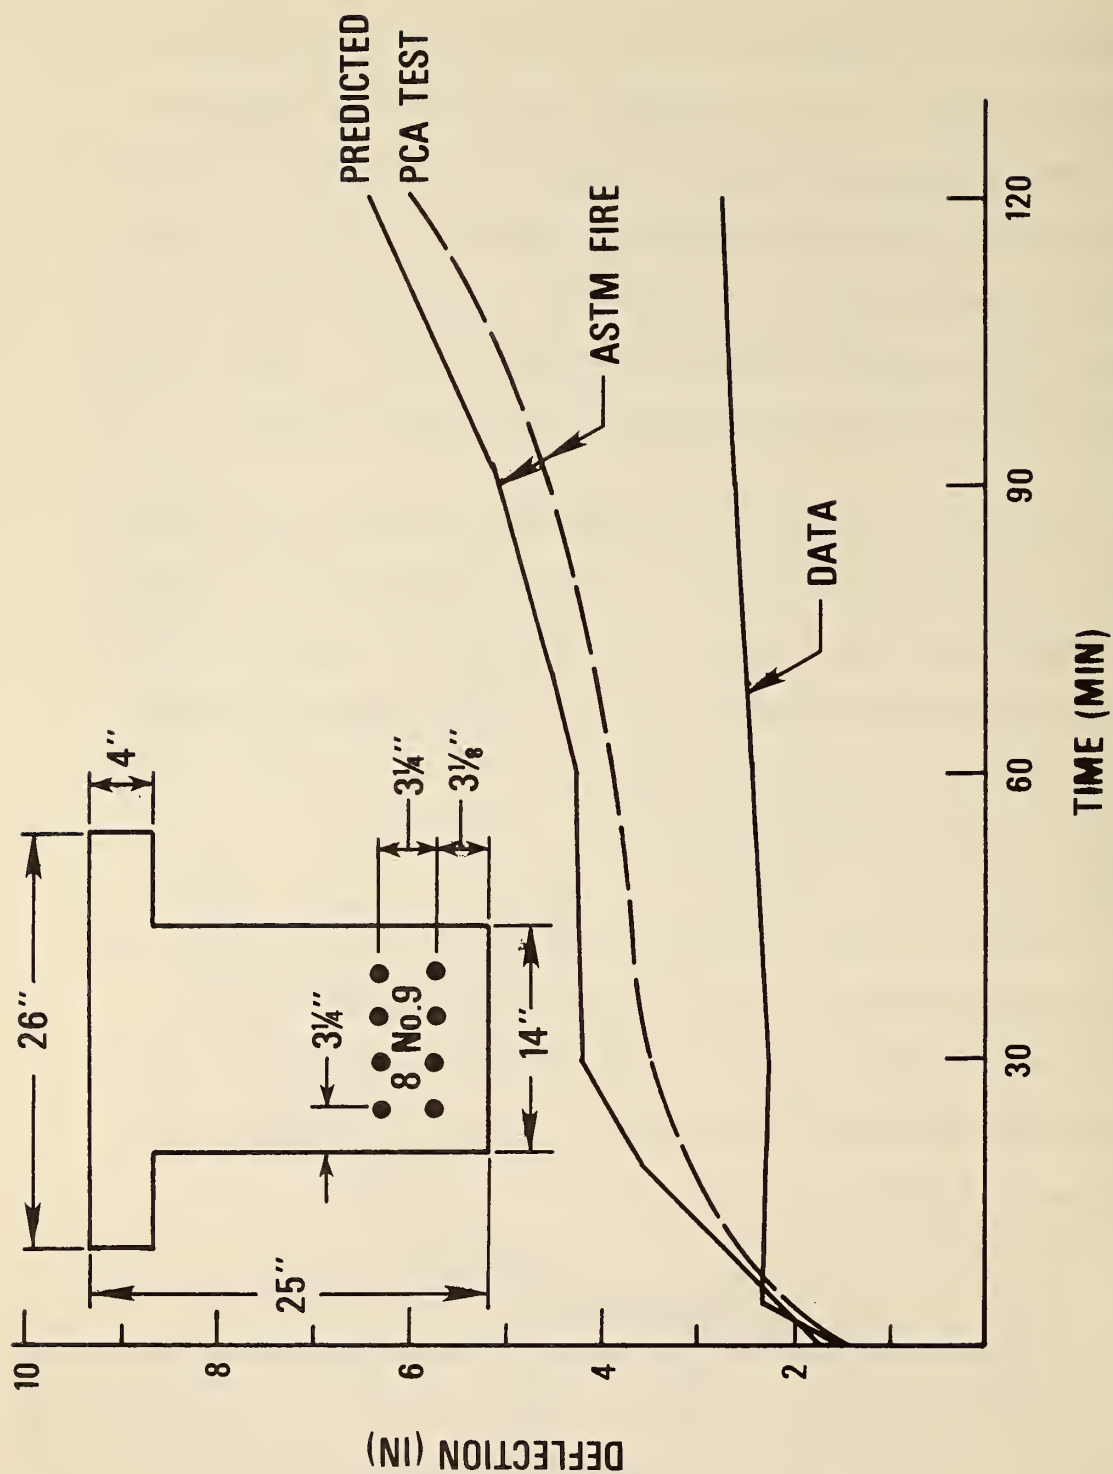 PREDICTED
PCA TEST
26″
4″
3¼″
3¼″
3⅛″
8 No.9
25″
14″
ASTM FIRE
DATA
10
8
6
4
2
DEFLECTION (IN)
30
60
90
120
TIME (MIN)